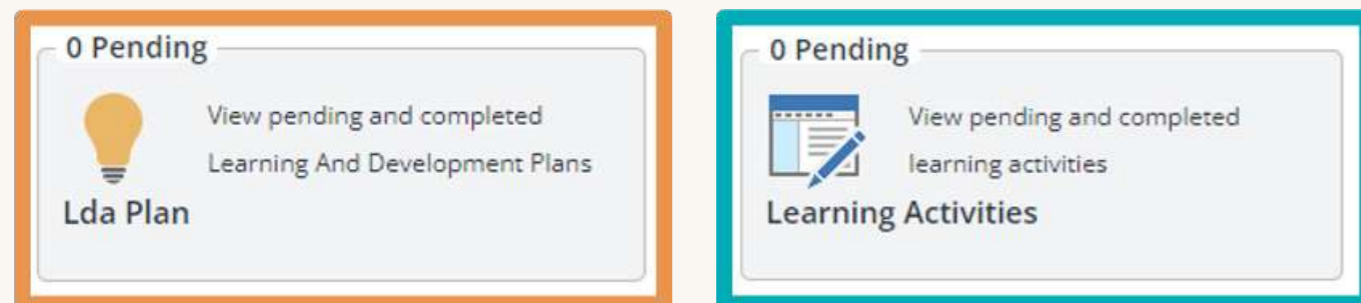 0 Pending
View pending and completed
Learning And Development Plans
Lda Plan
0 Pending
View pending and completed
learning activities
Learning Activities